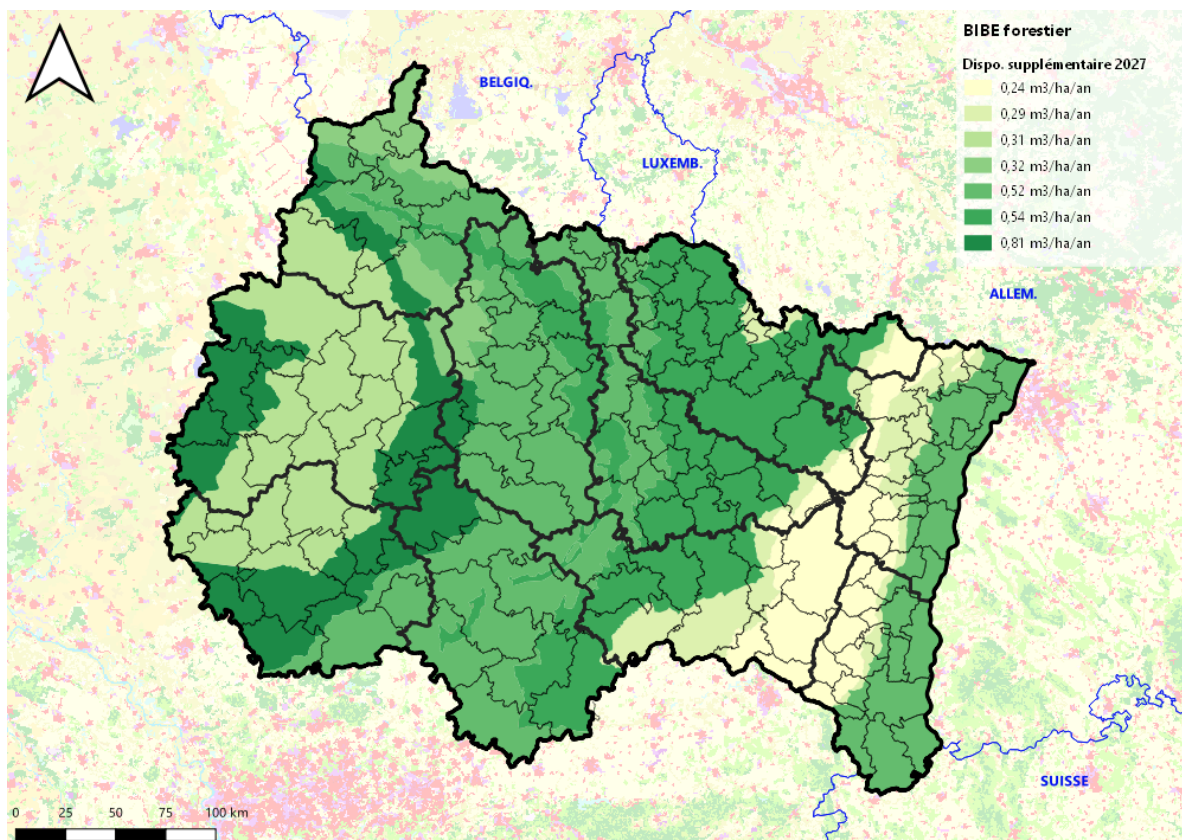 BIBE forestier
Dispo. supplémentaire 2027
0,24 m3/ha/an
0,29 m3/ha/an
0,31 m3/ha/an
0,32 m3/ha/an
0,52 m3/ha/an
0,54 m3/ha/an
0,81 m3/ha/an
BELGIQ.
LUXEMB.
ALLEM.
SUISSE
0 25 50 75 100 km